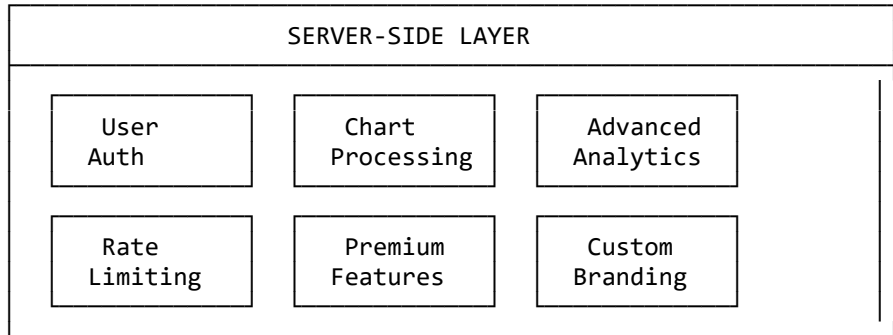 SERVER-SIDE LAYER
User Chart Advanced
Auth Processing Analytics
Rate Premium Custom
Limiting Features Branding